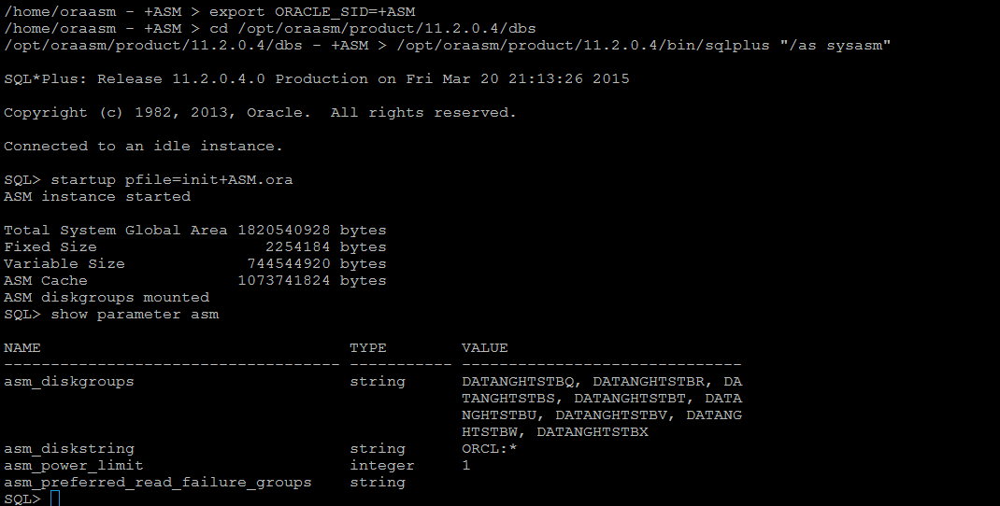 /home/oraasm - +ASM > export ORACLE_SID=+ASM
/home/oraasm - +ASM > cd /opt/oraasm/product/11.2.0.4/dbs
/opt/oraasm/product/11.2.0.4/dbs - +ASM > /opt/oraasm/product/11.2.0.4/bin/sqlplus "/as sysasm"

SQL*Plus: Release 11.2.0.4.0 Production on Fri Mar 20 21:13:26 2015

Copyright (c) 1982, 2013, Oracle.  All rights reserved.

Connected to an idle instance.

SQL> startup pfile=init+ASM.ora
ASM instance started

Total System Global Area 1820540928 bytes
Fixed Size                  2254184 bytes
Variable Size             744544920 bytes
ASM Cache                1073741824 bytes
ASM diskgroups mounted
SQL> show parameter asm

NAME                                 TYPE        VALUE
------------------------------------ ----------- ------------------------------
asm_diskgroups                       string      DATANGHTSTBQ, DATANGHTSTBR, DA
                                                 TANGHTSTBS, DATANGHTSTBT, DATA
                                                 NGHTSTBU, DATANGHTSTBV, DATANG
                                                 HTSTBW, DATANGHTSTBX
asm_diskstring                       string      ORCL:*
asm_power_limit                      integer     1
asm_preferred_read_failure_groups    string
SQL>